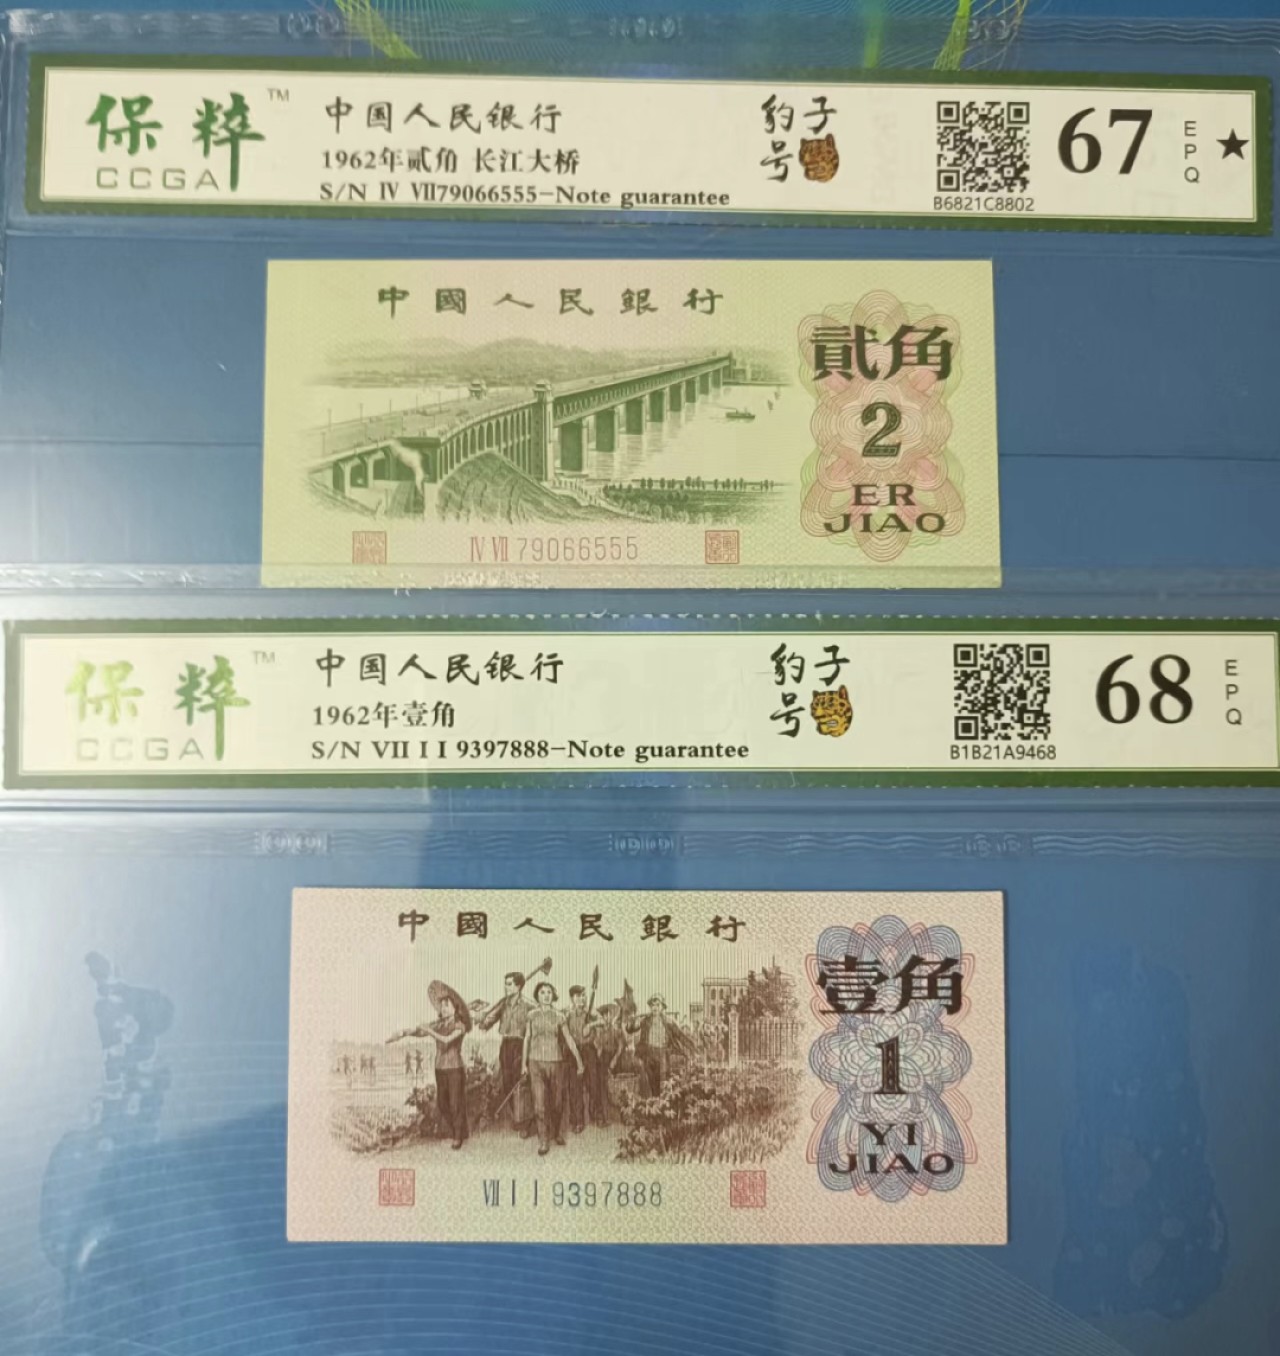 保粹™
CCGA
中国人民银行
1962年贰角 长江大桥
S/N IV VII79066555-Note guarantee
豹子
号
B6821C8802
67
EPQ
★
中國人民銀行
貳角
2
ER
JIAO
IV VII 79066555
保粹™
CCGA
中国人民银行
1962年壹角
S/N VII I I 9397888-Note guarantee
豹子
号
B1B21A9468
68
EPQ
中國人民銀行
壹角
1
YI
JIAO
VII I I 9397888